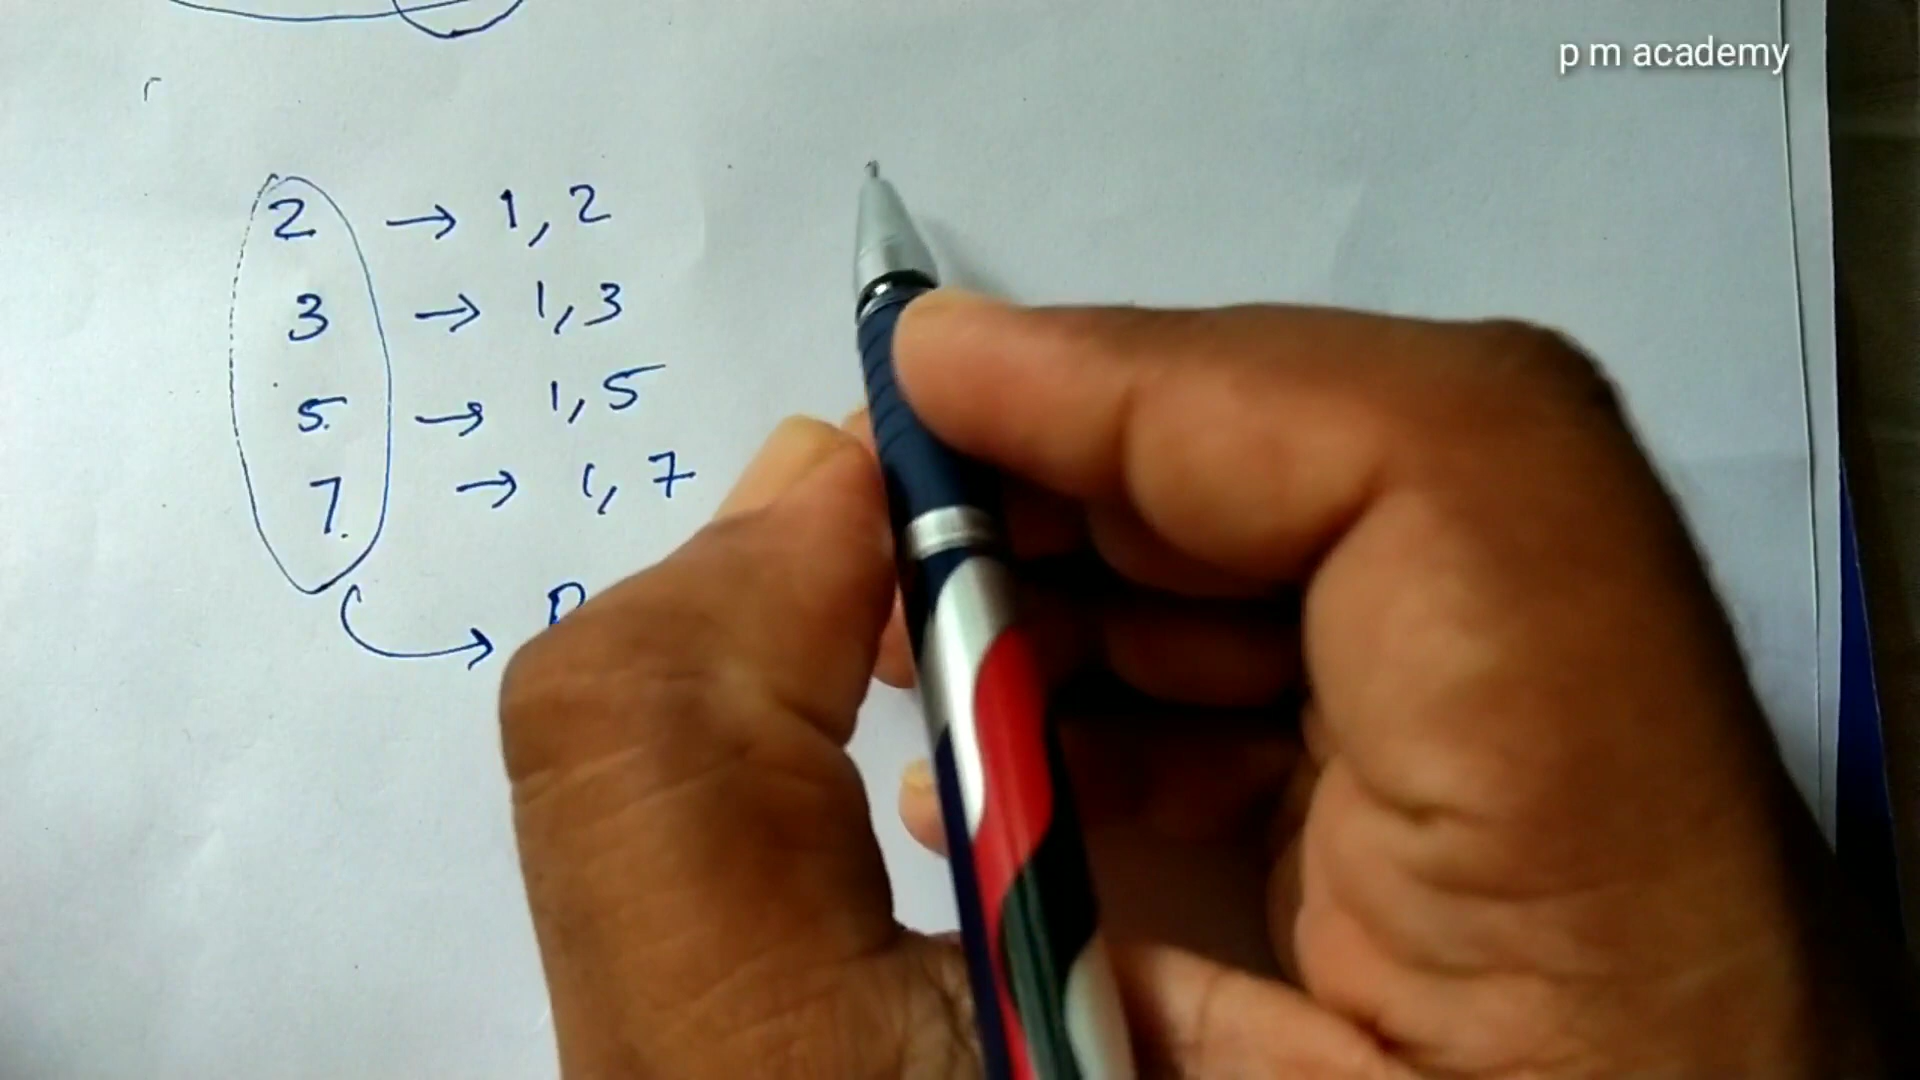 p m academy
2 → 1, 2
3 → 1, 3
5. → 1, 5
7. → 1, 7